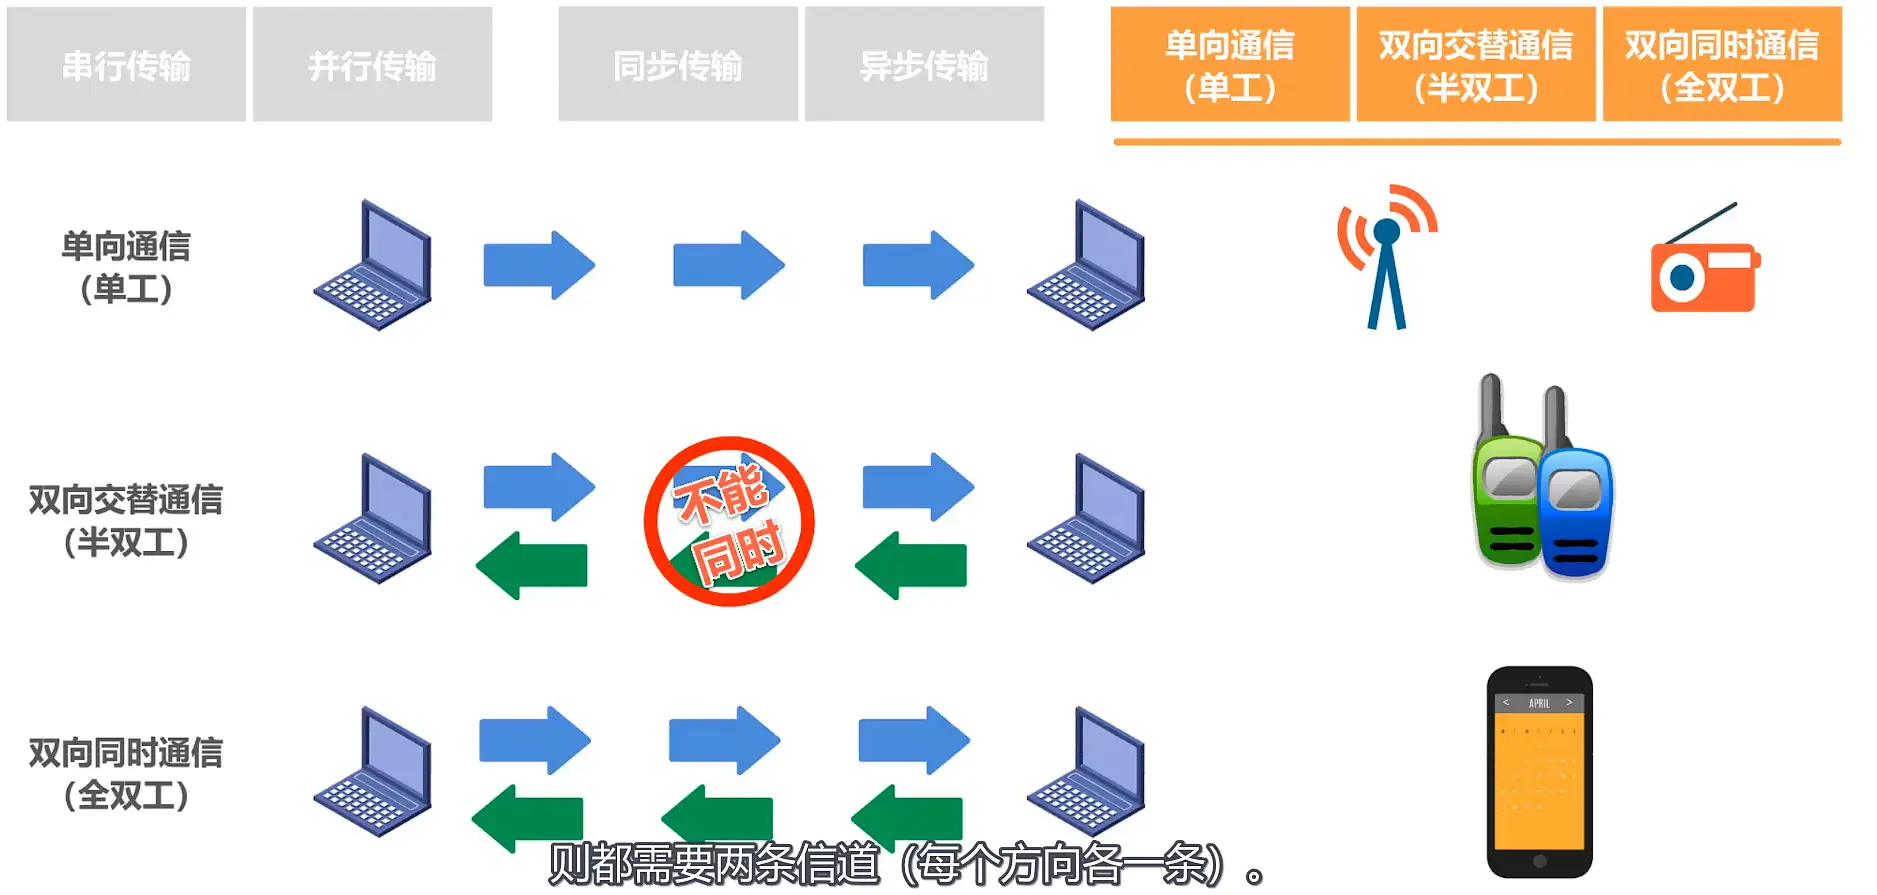 串行传输
并行传输
同步传输
异步传输
单向通信
（单工）
双向交替通信
（半双工）
双向同时通信
（全双工）
单向通信
（单工）
双向交替通信
（半双工）
不能
同时
双向同时通信
（全双工）
< APRIL >
则都需要两条信道（每个方向各一条）。